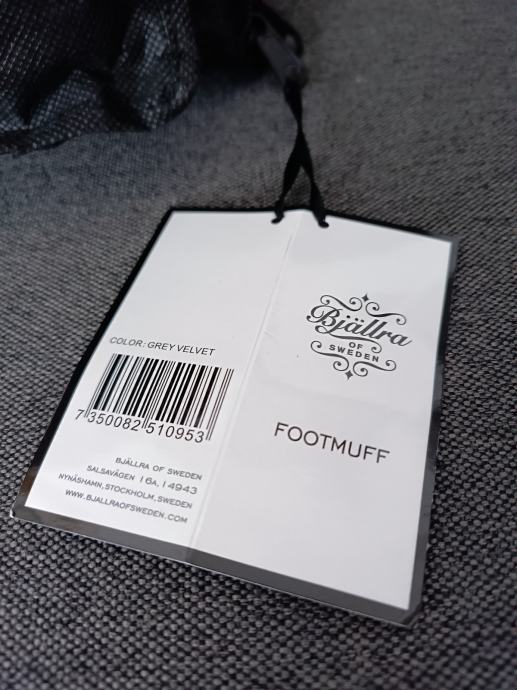 COLOR: GREY VELVET
7 350082 510953
BJÄLLRA OF SWEDEN
SALSAVÄGEN 16A, 14943
NYNÄSHAMN, STOCKHOLM, SWEDEN
WWW.BJALLRAOFSWEDEN.COM
Bjällra
OF
SWEDEN
FOOTMUFF